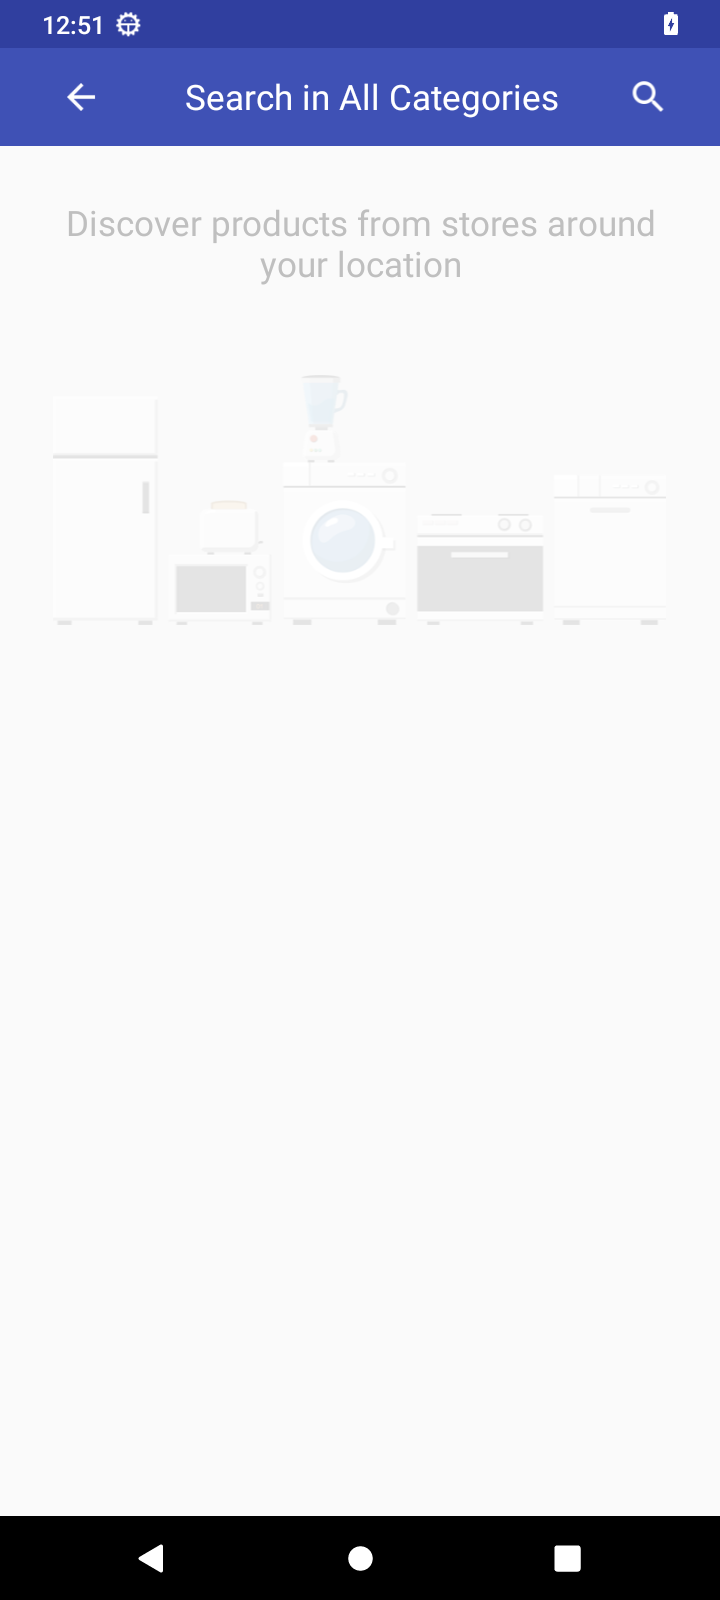 12:51
Search in All Categories
Discover products from stores around
your location